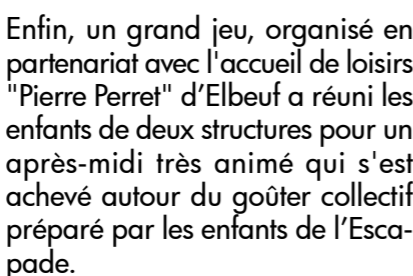 Enfin, un grand jeu, organisé en
partenariat avec l'accueil de loisirs
"Pierre Perret" d’Elbeuf a réuni les
enfants de deux structures pour un
après-midi très animé qui s'est
achevé autour du goûter collectif
préparé par les enfants de l’Esca-
pade.